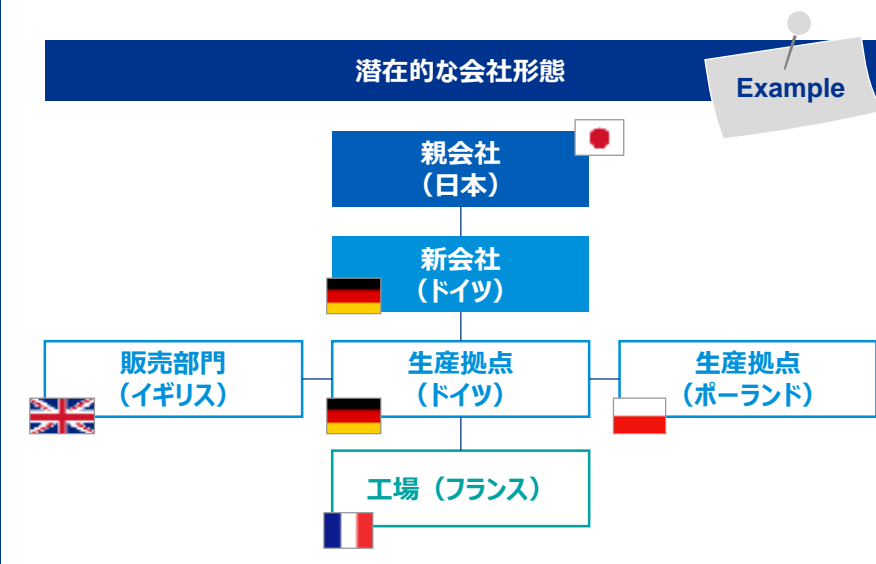 潜在的な会社形態
Example
親会社
（日本）
新会社
（ドイツ）
販売部門
（イギリス）
生産拠点
（ドイツ）
生産拠点
（ポーランド）
工場（フランス）